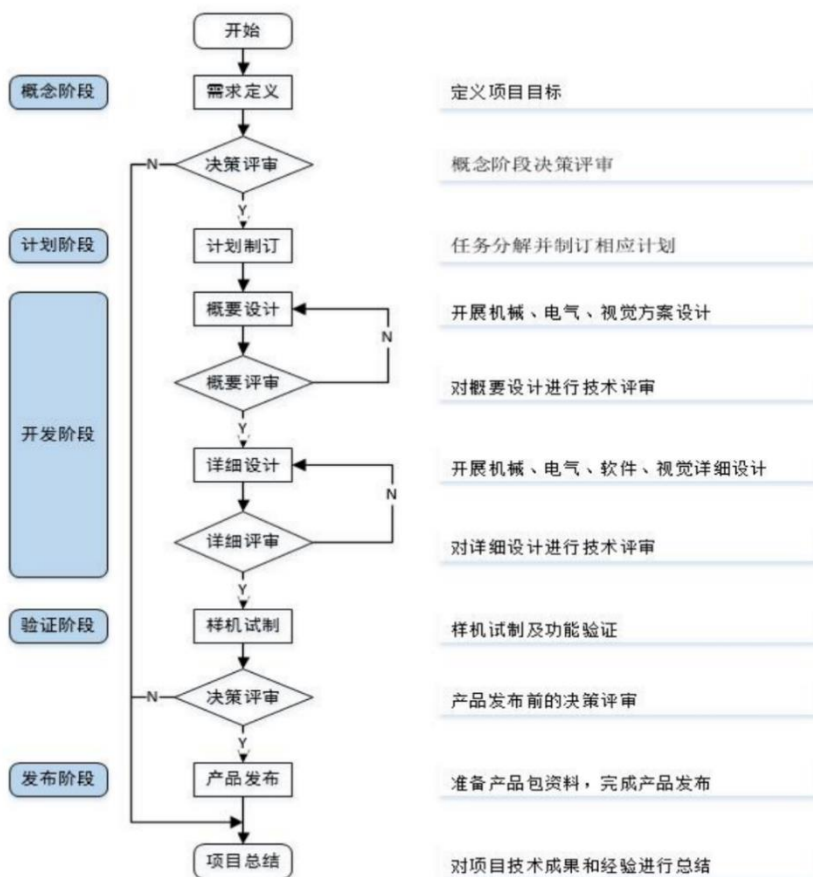 开始
概念阶段
需求定义
定义项目目标
N
决策评审
概念阶段决策评审
Y
计划阶段
计划制订
任务分解并制订相应计划
概要设计
开展机械、电气、视觉方案设计
N
概要评审
对概要设计进行技术评审
Y
开发阶段
详细设计
开展机械、电气、软件、视觉详细设计
N
详细评审
对详细设计进行技术评审
Y
验证阶段
样机试制
样机试制及功能验证
N
决策评审
产品发布前的决策评审
Y
发布阶段
产品发布
准备产品包资料，完成产品发布
项目总结
对项目技术成果和经验进行总结